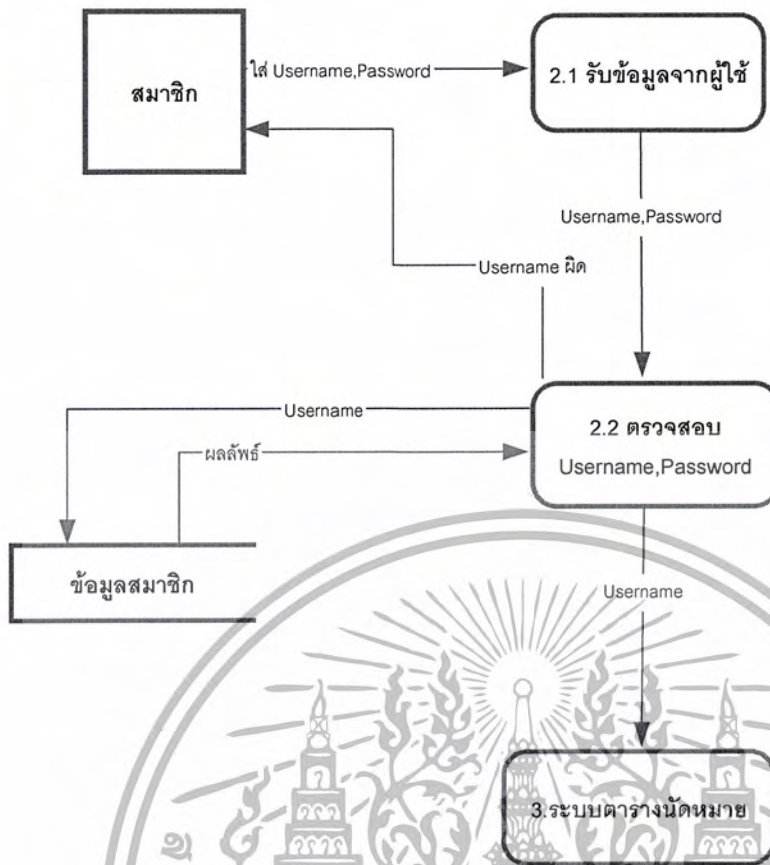 สมาชิก
ใส่ Username,Password
2.1 รับข้อมูลจากผู้ใช้
Username,Password
Username ผิด
Username
2.2 ตรวจสอบ
Username,Password
ผลลัพธ์
ข้อมูลสมาชิก
Username
3.ระบบตารางนัดหมาย